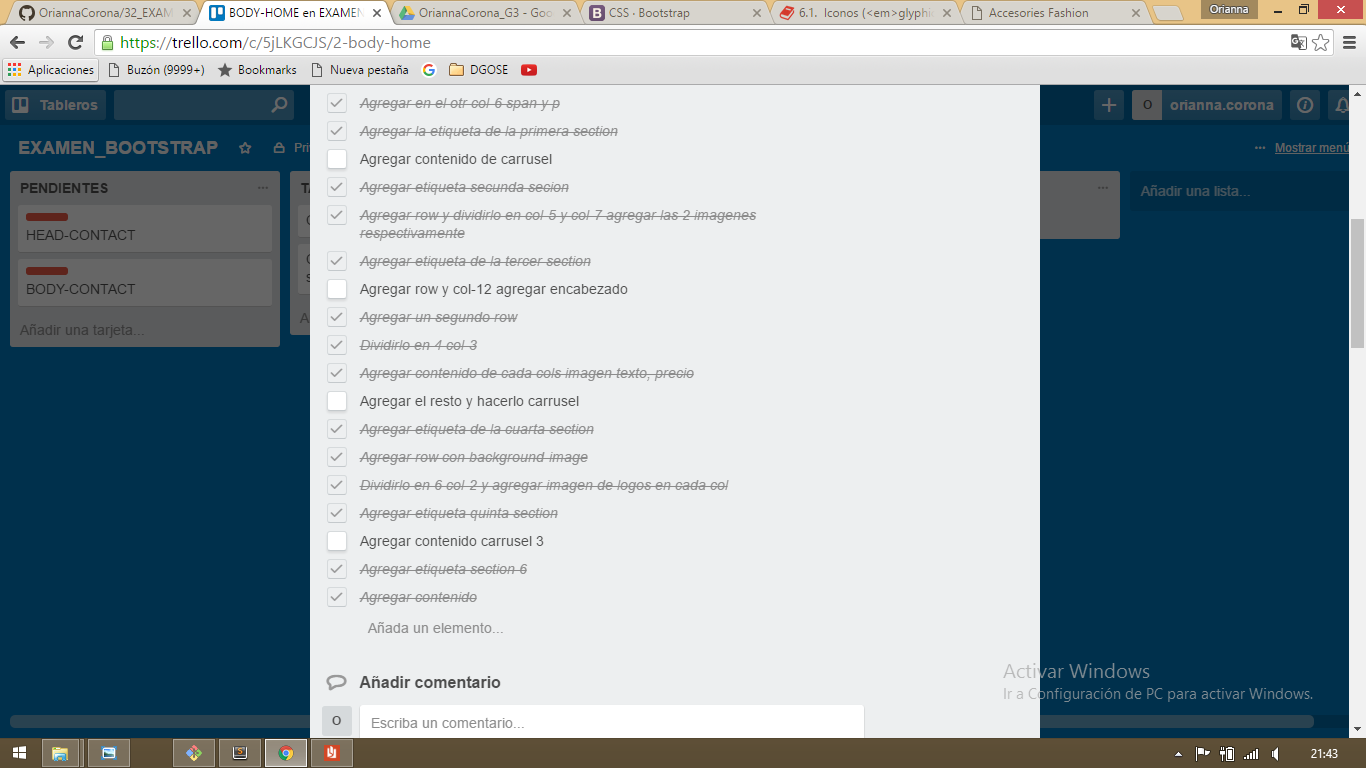 OriannaCorona/32_EXAM
BODY-HOME en EXAMEN
OriannaCorona_G3 - Goo
CSS · Bootstrap
6.1. Iconos (<em>glyphi
Accesories Fashion
Orianna
https://trello.com/c/5jLKGCJS/2-body-home
Aplicaciones
Buzón (9999+)
Bookmarks
Nueva pestaña
DGOSE
Tableros
O orianna.corona
EXAMEN_BOOTSTRAP
Pri
Mostrar menú
PENDIENTES
HEAD-CONTACT
BODY-CONTACT
Añadir una tarjeta...
Añadir una lista...
Agregar en el otr col-6 span y p
Agregar la etiqueta de la primera section
Agregar contenido de carrusel
Agregar etiqueta secunda secion
Agregar row y dividirlo en col-5 y col-7 agregar las 2 imagenes
respectivamente
Agregar etiqueta de la tercer section
Agregar row y col-12 agregar encabezado
Agregar un segundo row
Dividirlo en 4 col-3
Agregar contenido de cada cols imagen texto, precio
Agregar el resto y hacerlo carrusel
Agregar etiqueta de la cuarta section
Agregar row con background-image
Dividirlo en 6 col-2 y agregar imagen de logos en cada col
Agregar etiqueta quinta section
Agregar contenido carrusel 3
Agregar etiqueta section 6
Agregar contenido
Añada un elemento...
Añadir comentario
O
Escriba un comentario...
Activar Windows
Ir a Configuración de PC para activar Windows.
21:43